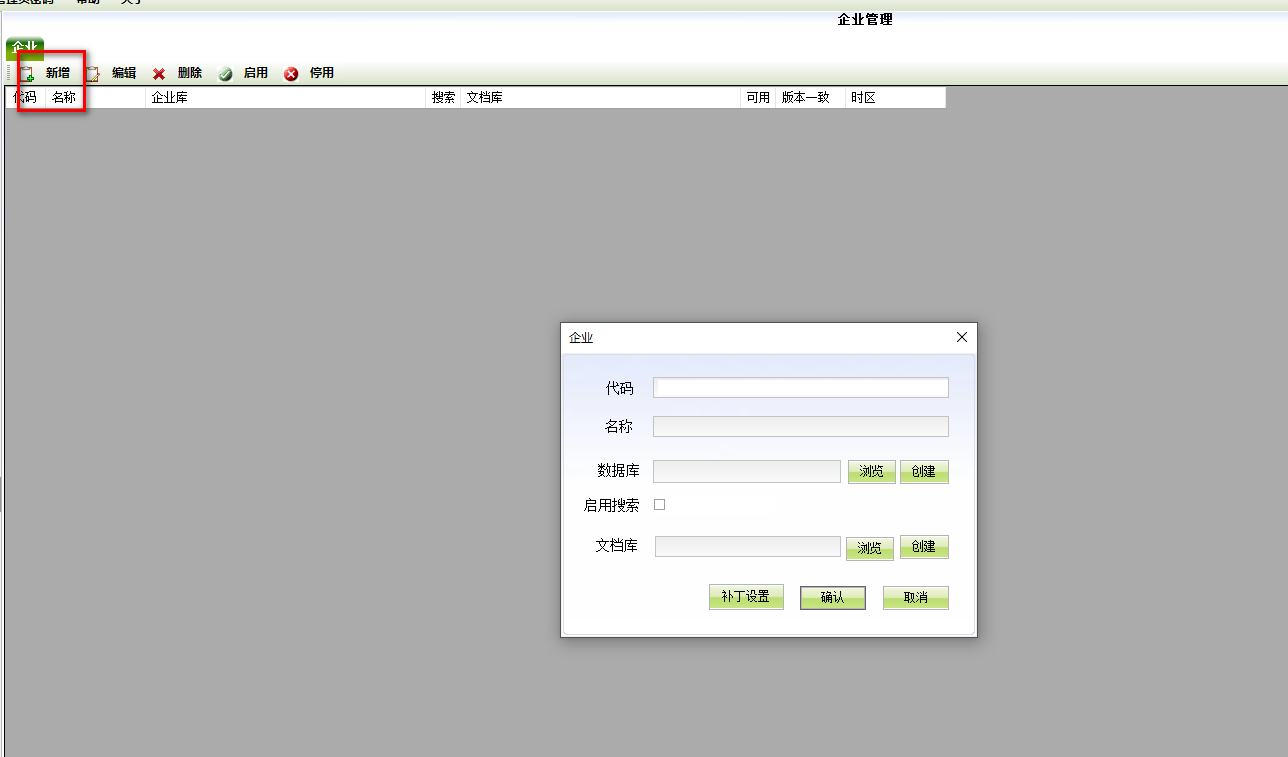 企业管理
企业
新增 编辑 删除 启用 停用
代码 名称 企业库 搜索 文档库 可用 版本一致 时区
企业
代码
名称
数据库 浏览 创建
启用搜索
文档库 浏览 创建
补丁设置 确认 取消